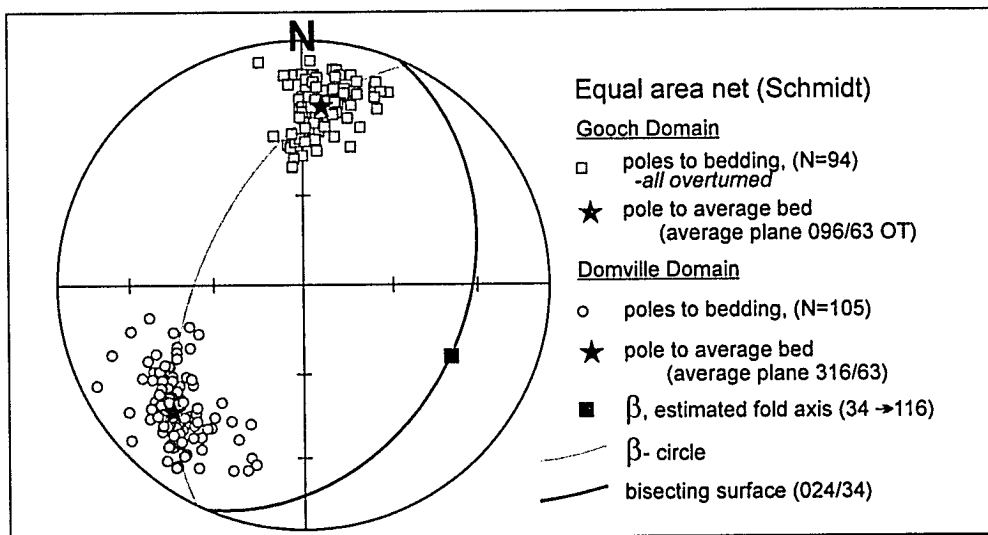 N
Equal area net (Schmidt)
Gooch Domain
poles to bedding, (N=94)
-all overturned
pole to average bed
(average plane 096/63 OT)
Domville Domain
poles to bedding, (N=105)
pole to average bed
(average plane 316/63)
β, estimated fold axis (34 →116)
β- circle
bisecting surface (024/34)